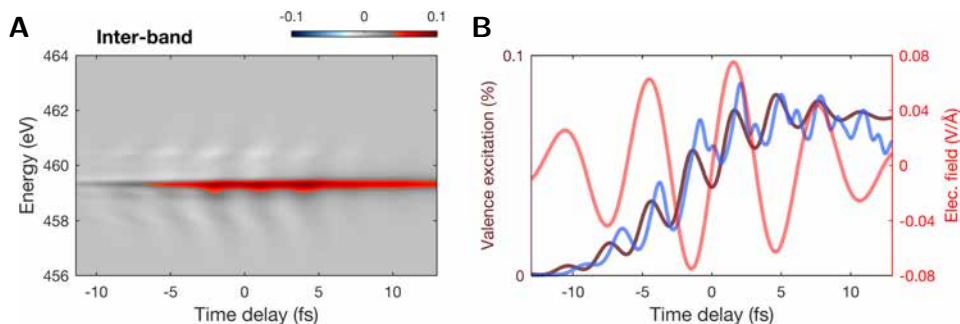 A
Inter-band
-0.1 0 0.1
464
462
460
458
456
Energy (eV)
-10 -5 0 5 10
Time delay (fs)
B
0.1
0
Valence excitation (%)
0.08
0.04
0
-0.04
-0.08
Elec. field (V/Å)
-10 -5 0 5 10
Time delay (fs)